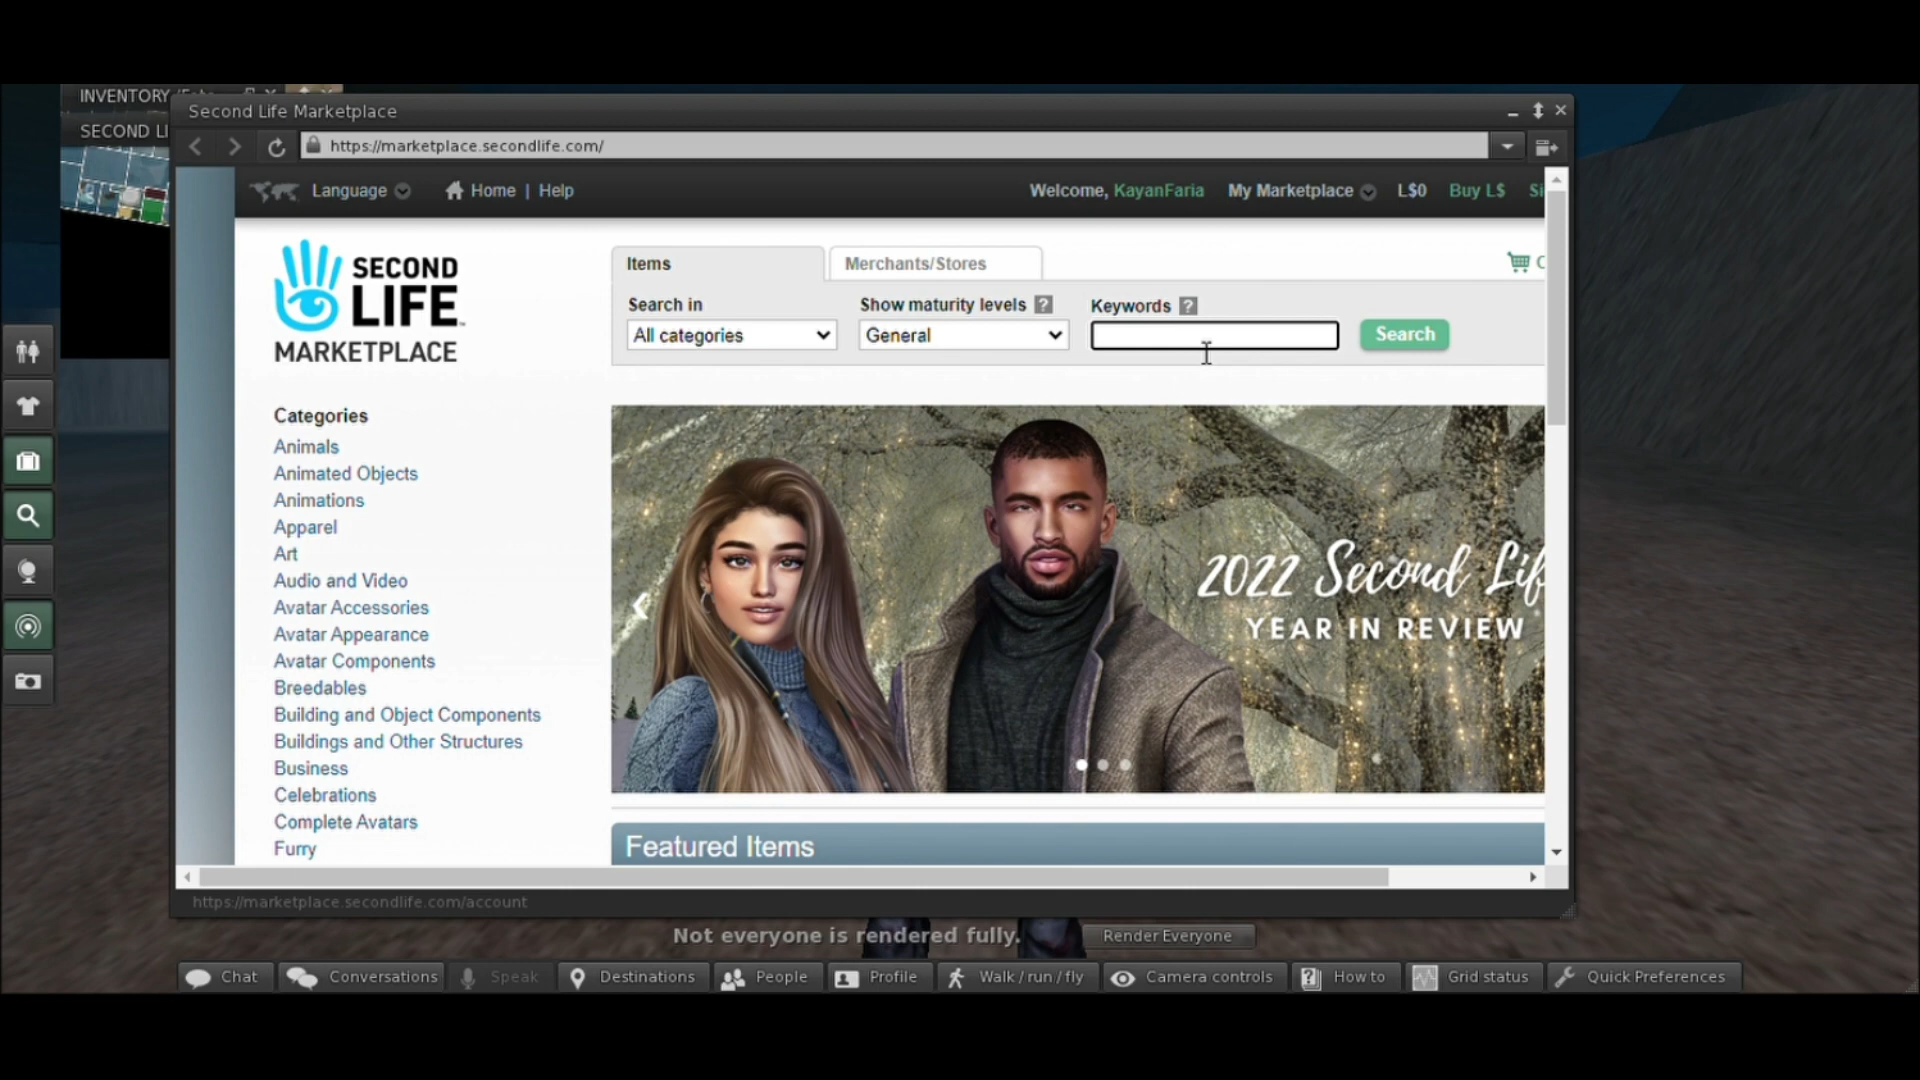 INVENTORY
SECOND LI
Second Life Marketplace
https://marketplace.secondlife.com/
Language
Home | Help
Welcome, KayanFaria
My Marketplace
L$0
Buy L$
Si
SECOND
LIFE
MARKETPLACE
Items
Merchants/Stores
C
Search in
Show maturity levels ?
Keywords ?
All categories
General
Search
Categories
Animals
Animated Objects
Animations
Apparel
Art
Audio and Video
Avatar Accessories
Avatar Appearance
Avatar Components
Breedables
Building and Object Components
Buildings and Other Structures
Business
Celebrations
Complete Avatars
Furry
2022 Second Lif
YEAR IN REVIEW
Featured Items
https://marketplace.secondlife.com/account
Not everyone is rendered fully.
Render Everyone
Chat
Conversations
Speak
Destinations
People
Profile
Walk / run / fly
Camera controls
How to
Grid status
Quick Preferences